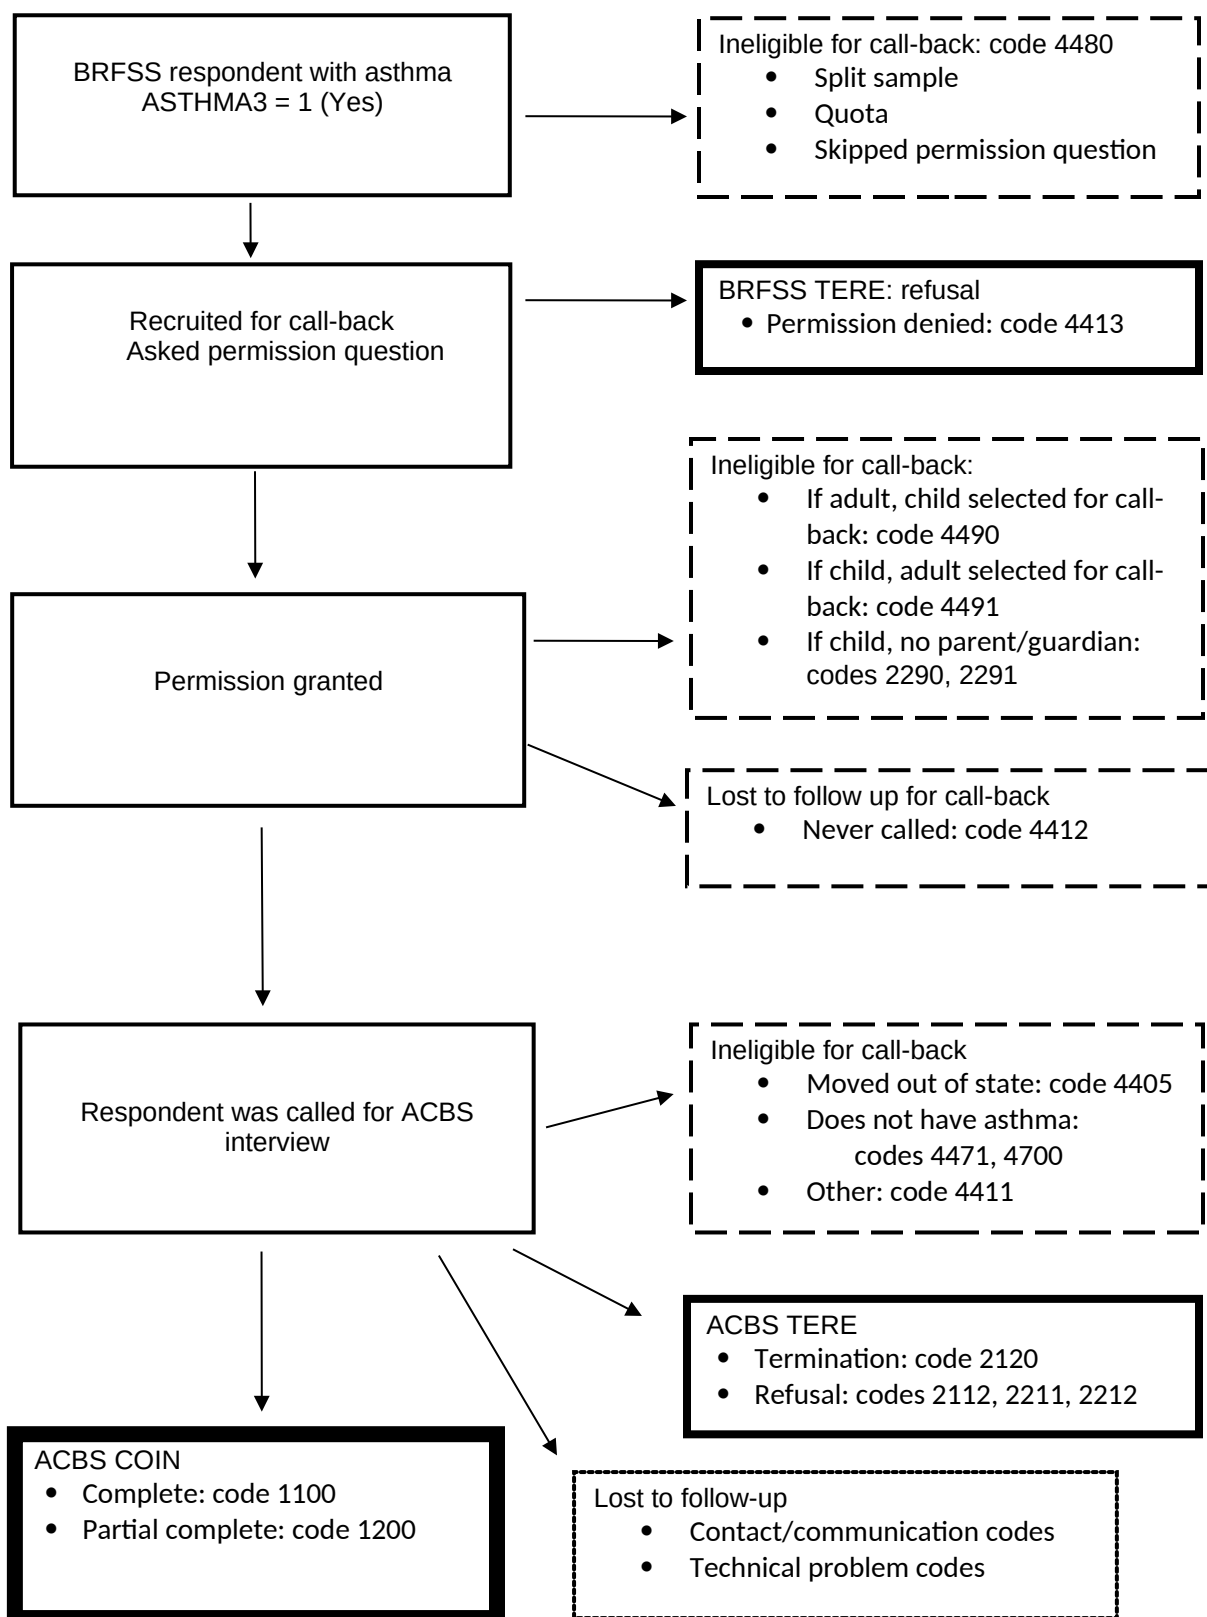 BRFSS respondent with asthma
ASTHMA3 = 1 (Yes)
Ineligible for call-back: code 4480
• Split sample
• Quota
• Skipped permission question
Recruited for call-back
Asked permission question
BRFSS TERE: refusal
• Permission denied: code 4413
Ineligible for call-back:
• If adult, child selected for call-
back: code 4490
• If child, adult selected for call-
back: code 4491
• If child, no parent/guardian:
codes 2290, 2291
Permission granted
Lost to follow up for call-back
• Never called: code 4412
Respondent was called for ACBS
interview
Ineligible for call-back
• Moved out of state: code 4405
• Does not have asthma:
codes 4471, 4700
• Other: code 4411
ACBS TERE
• Termination: code 2120
• Refusal: codes 2112, 2211, 2212
ACBS COIN
• Complete: code 1100
• Partial complete: code 1200
Lost to follow-up
• Contact/communication codes
• Technical problem codes